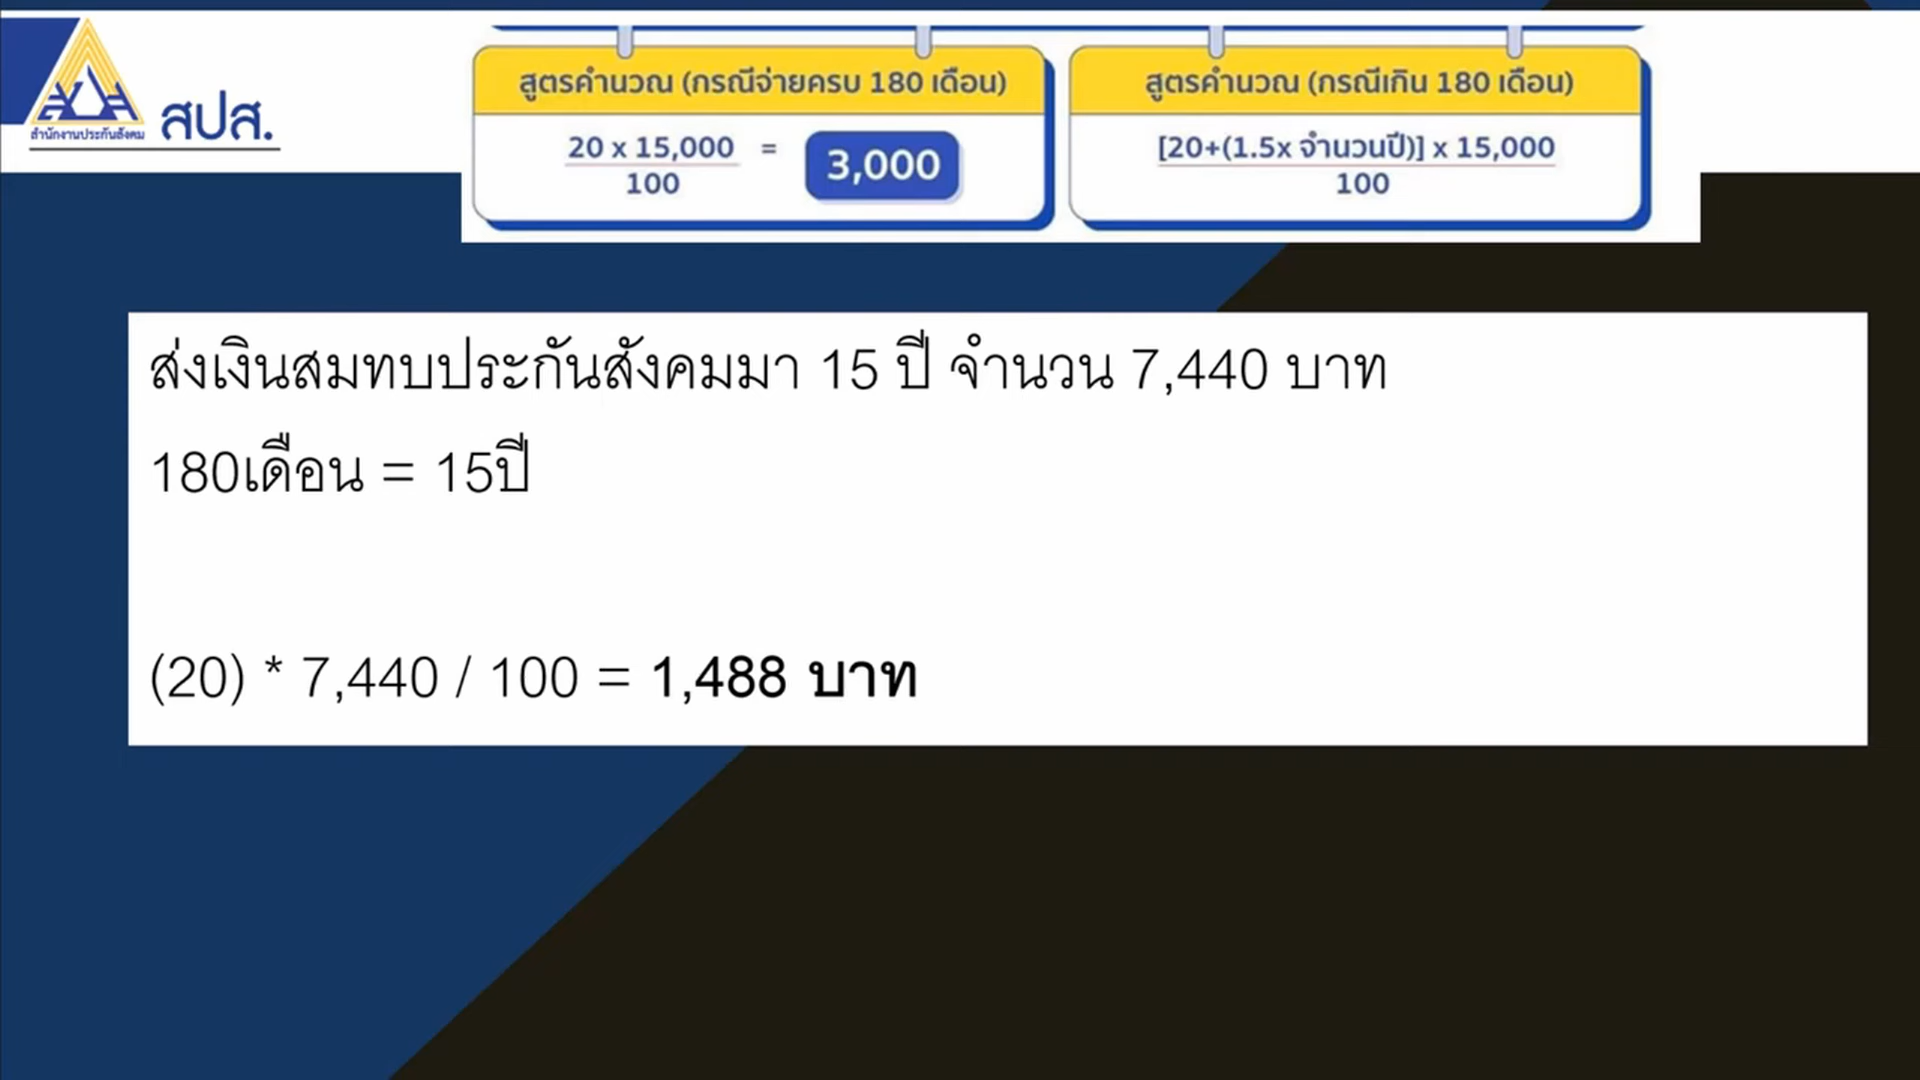 สำนักงานประกันสังคม
สปส.
สูตรคำนวณ (กรณีจ่ายครบ 180 เดือน)
20 x 15,000
100
= 3,000
สูตรคำนวณ (กรณีเกิน 180 เดือน)
[20+(1.5x จำนวนปี)] x 15,000
100
ส่งเงินสมทบประกันสังคมมา 15 ปี จำนวน 7,440 บาท
180เดือน = 15ปี
(20) * 7,440 / 100 = 1,488 บาท